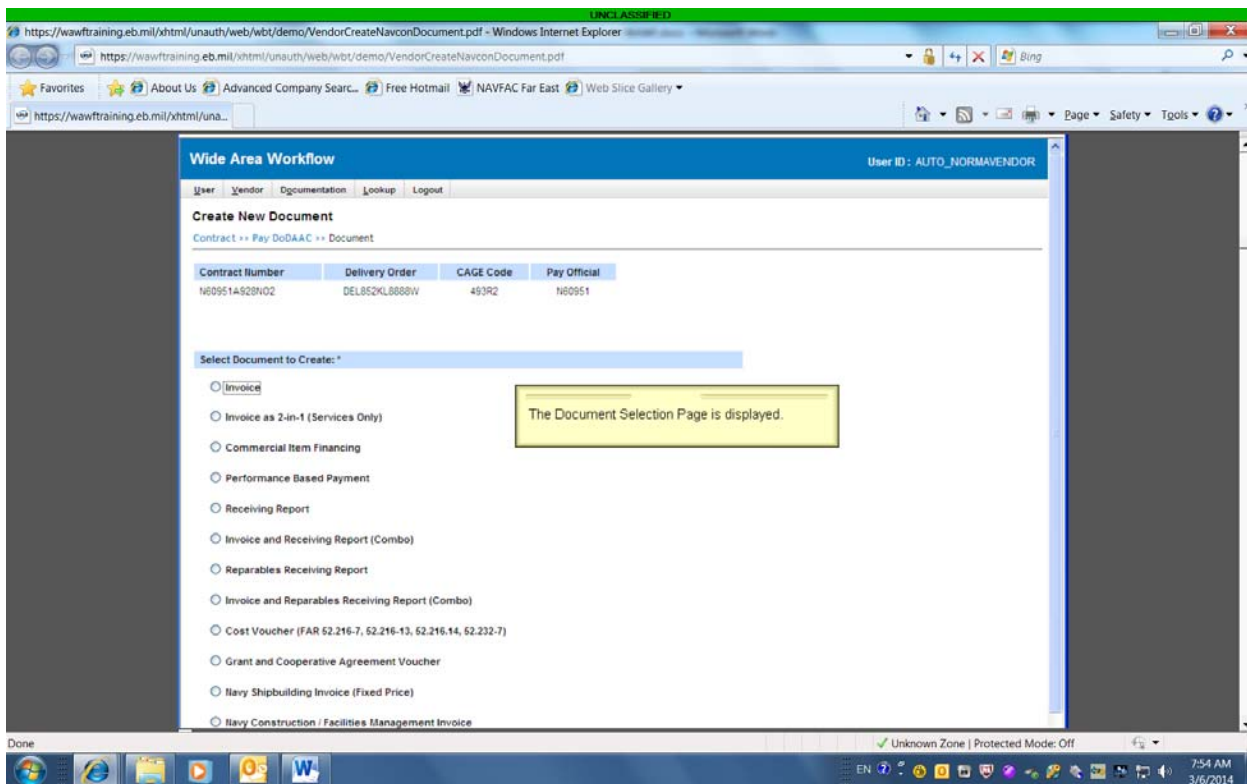 UNCLASSIFIED
https://wawftraining.eb.mil/xhtml/unauth/web/wbt/demo/VendorCreateNavconDocument.pdf - Windows Internet Explorer
https://wawftraining.eb.mil/xhtml/unauth/web/wbt/demo/VendorCreateNavconDocument.pdf Bing
Favorites About Us Advanced Company Searc... Free Hotmail NAVFAC Far East Web Slice Gallery
https://wawftraining.eb.mil/xhtml/una... Page Safety Tools
Wide Area Workflow User ID : AUTO_NORMAVENDOR
User Vendor Documentation Lookup Logout
Create New Document
Contract >> Pay DoDAAC >> Document
Contract Number Delivery Order CAGE Code Pay Official
N60951A928NO2 DEL852KL8888W 493R2 N60951
Select Document to Create: *
Invoice
Invoice as 2-in-1 (Services Only)
The Document Selection Page is displayed.
Commercial Item Financing
Performance Based Payment
Receiving Report
Invoice and Receiving Report (Combo)
Reparables Receiving Report
Invoice and Reparables Receiving Report (Combo)
Cost Voucher (FAR 52.216-7, 52.216-13, 52.216.14, 52.232-7)
Grant and Cooperative Agreement Voucher
Navy Shipbuilding Invoice (Fixed Price)
Navy Construction / Facilities Management Invoice
Done Unknown Zone | Protected Mode: Off
EN 7:54 AM
3/6/2014